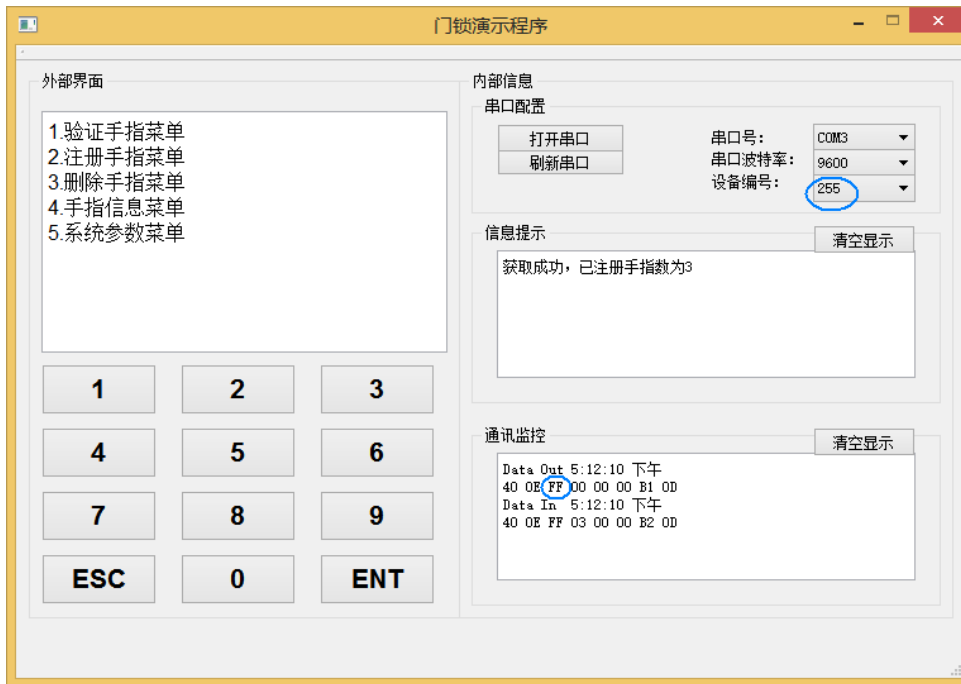 门锁演示程序
外部界面
1.验证手指菜单
2.注册手指菜单
3.删除手指菜单
4.手指信息菜单
5.系统参数菜单
1 2 3
4 5 6
7 8 9
ESC 0 ENT
内部信息
串口配置
打开串口
刷新串口
串口号: COM3
串口波特率: 9600
设备编号: 255
信息提示
清空显示
获取成功，已注册手指数为3
通讯监控
清空显示
Data Out 5:12:10 下午
40 0E FF 00 00 00 B1 0D
Data In 5:12:10 下午
40 0E FF 03 00 00 B2 0D